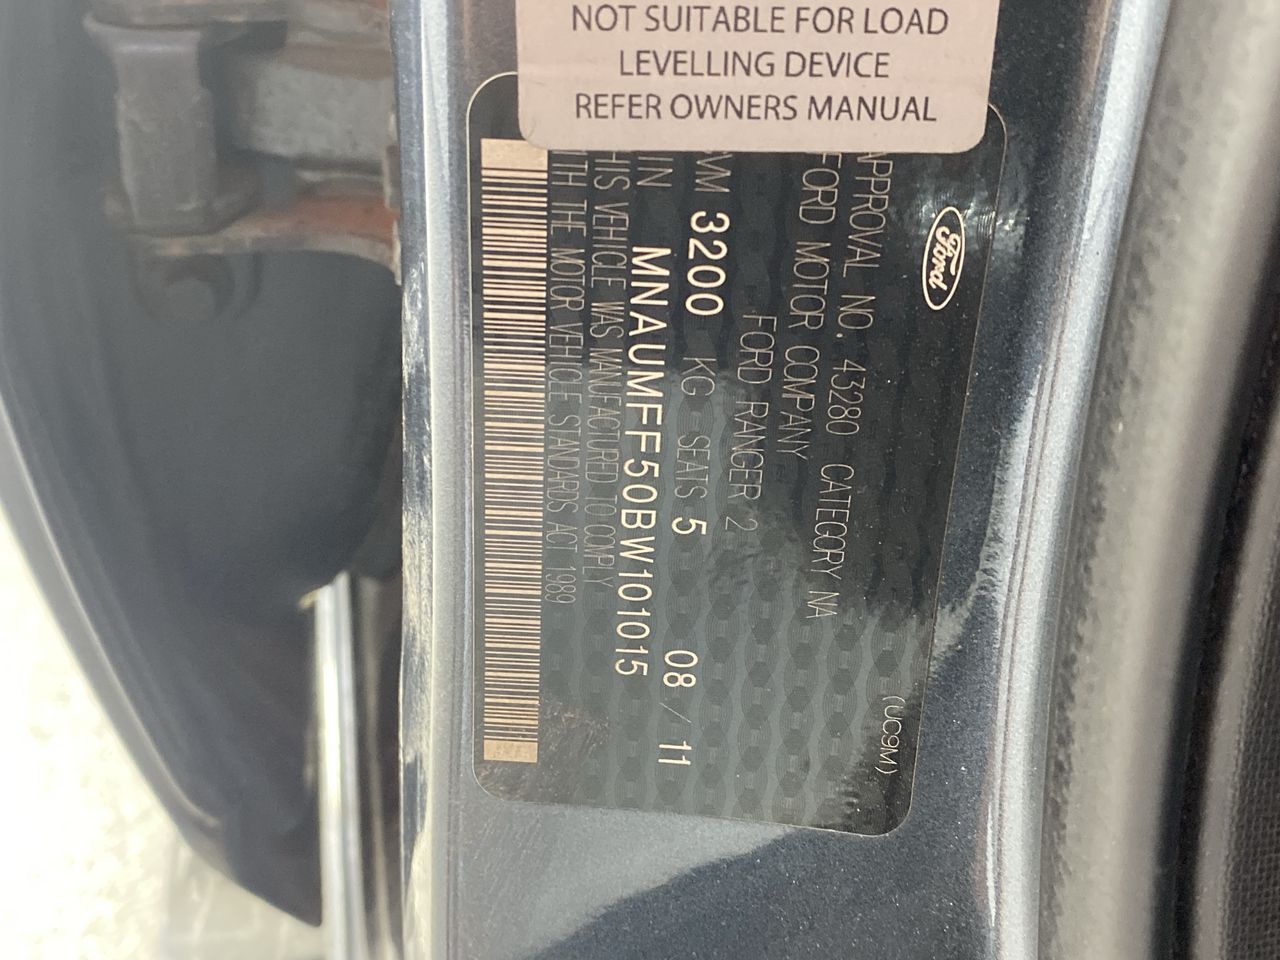 NOT SUITABLE FOR LOAD
LEVELLING DEVICE
REFER OWNERS MANUAL
Ford
(UC9M)
APPROVAL NO. 43280 CATEGORY NA
FORD MOTOR COMPANY
FORD RANGER 2
3200 KG SEATS 5 08 / 11
MNAUMFF50BW101015
VEHICLE WAS MANUFACTURED TO COMPLY
THE MOTOR VEHICLE STANDARDS ACT 1989